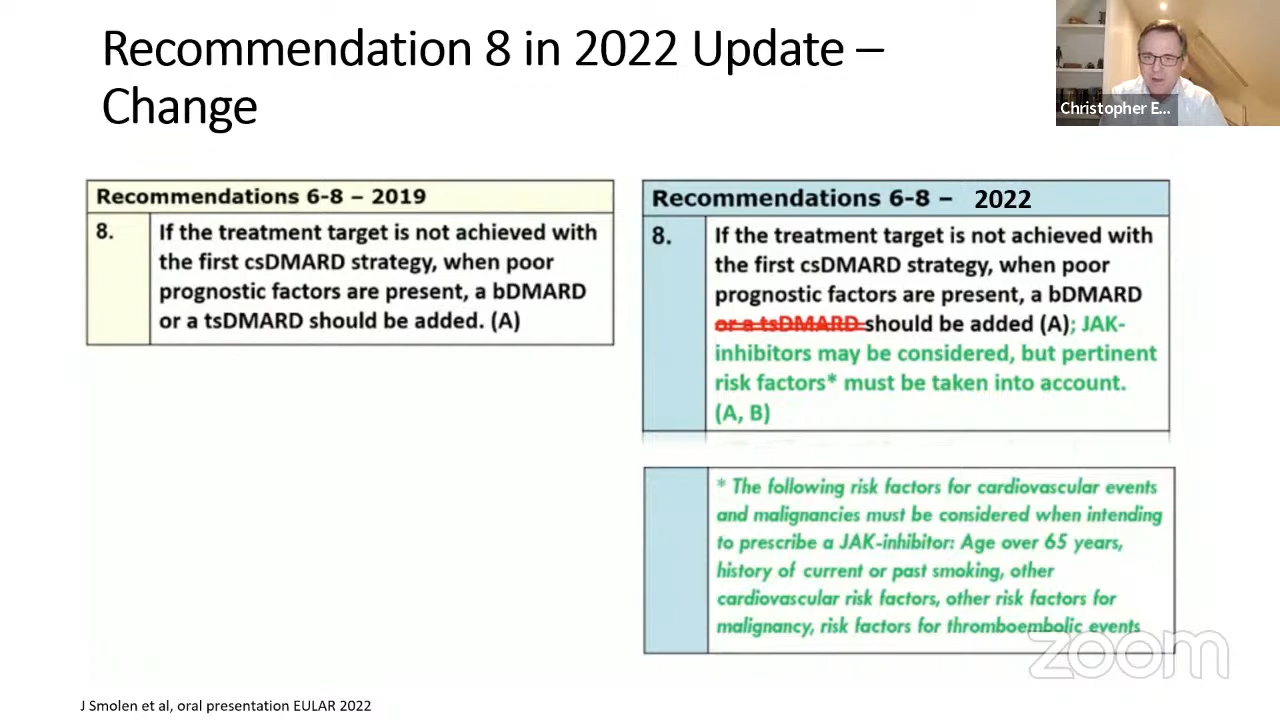 Recommendation 8 in 2022 Update –
Change
Christopher E...
Recommendations 6-8 – 2019
8.
If the treatment target is not achieved with
the first csDMARD strategy, when poor
prognostic factors are present, a bDMARD
or a tsDMARD should be added. (A)
Recommendations 6-8 – 2022
8.
If the treatment target is not achieved with
the first csDMARD strategy, when poor
prognostic factors are present, a bDMARD
or a tsDMARD should be added (A); JAK-
inhibitors may be considered, but pertinent
risk factors* must be taken into account.
(A, B)
* The following risk factors for cardiovascular events
and malignancies must be considered when intending
to prescribe a JAK-inhibitor: Age over 65 years,
history of current or past smoking, other
cardiovascular risk factors, other risk factors for
malignancy, risk factors for thromboembolic events
zoom
J Smolen et al, oral presentation EULAR 2022